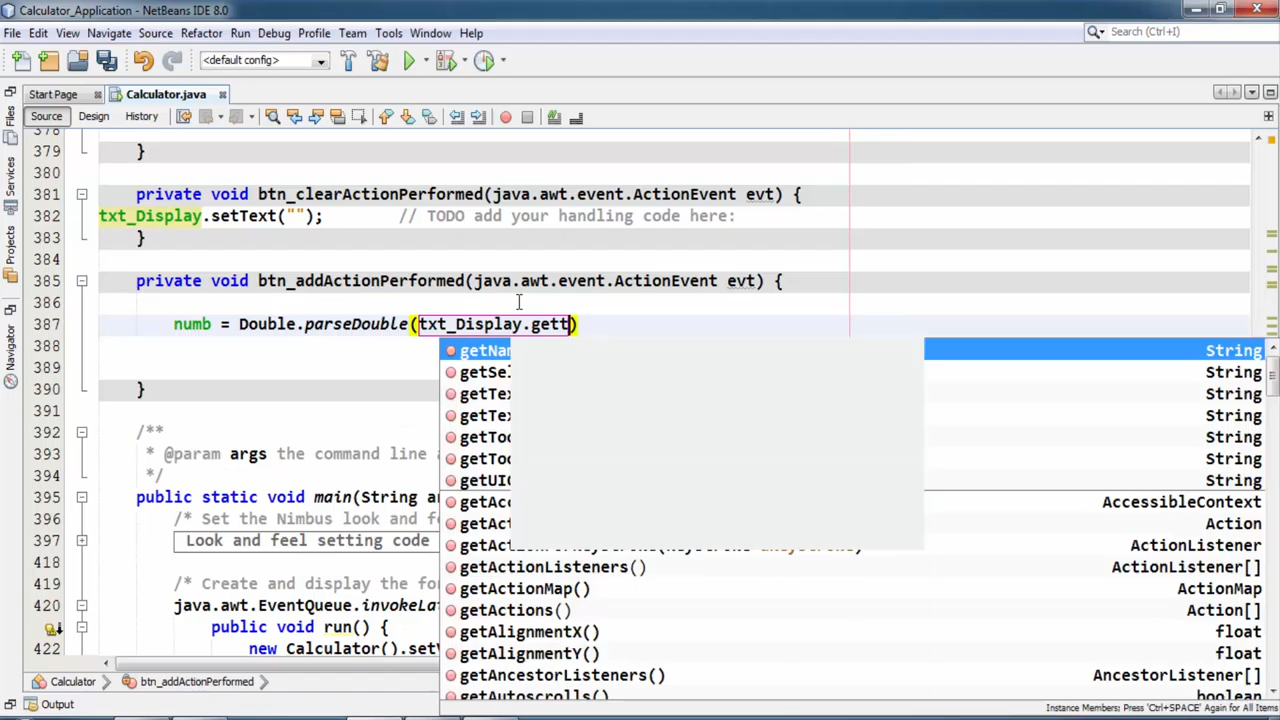 Calculator_Application - NetBeans IDE 8.0
File Edit View Navigate Source Refactor Run Debug Profile Team Tools Window Help
Search (Ctrl+I)
<default config>
Start Page Calculator.java
Source Design History
Files
Services
Projects
Navigator
378
379 }
380
381 private void btn_clearActionPerformed(java.awt.event.ActionEvent evt) {
382 txt_Display.setText(""); // TODO add your handling code here:
383 }
384
385 private void btn_addActionPerformed(java.awt.event.ActionEvent evt) {
386
387 numb = Double.parseDouble(txt_Display.gett)
388
389
390 }
391
392 /**
393 * @param args the command line
394 */
395 public static void main(String
396 /* Set the Nimbus look and
397 Look and feel setting code
418
419 /* Create and display the
420 java.awt.EventQueue.
public void run() {
422 new Calculator().
String
String
String
String
String
String
String
AccessibleContext
Action
ActionListener
getActionListeners() ActionListener[]
getActionMap() ActionMap
getActions() Action[]
getAlignmentX() float
getAlignmentY() float
getAncestorListeners() AncestorListener[]
getAutoscrolls() boolean
Instance Members: Press 'Ctrl+SPACE' Again for All Items
Calculator btn_addActionPerformed
Output